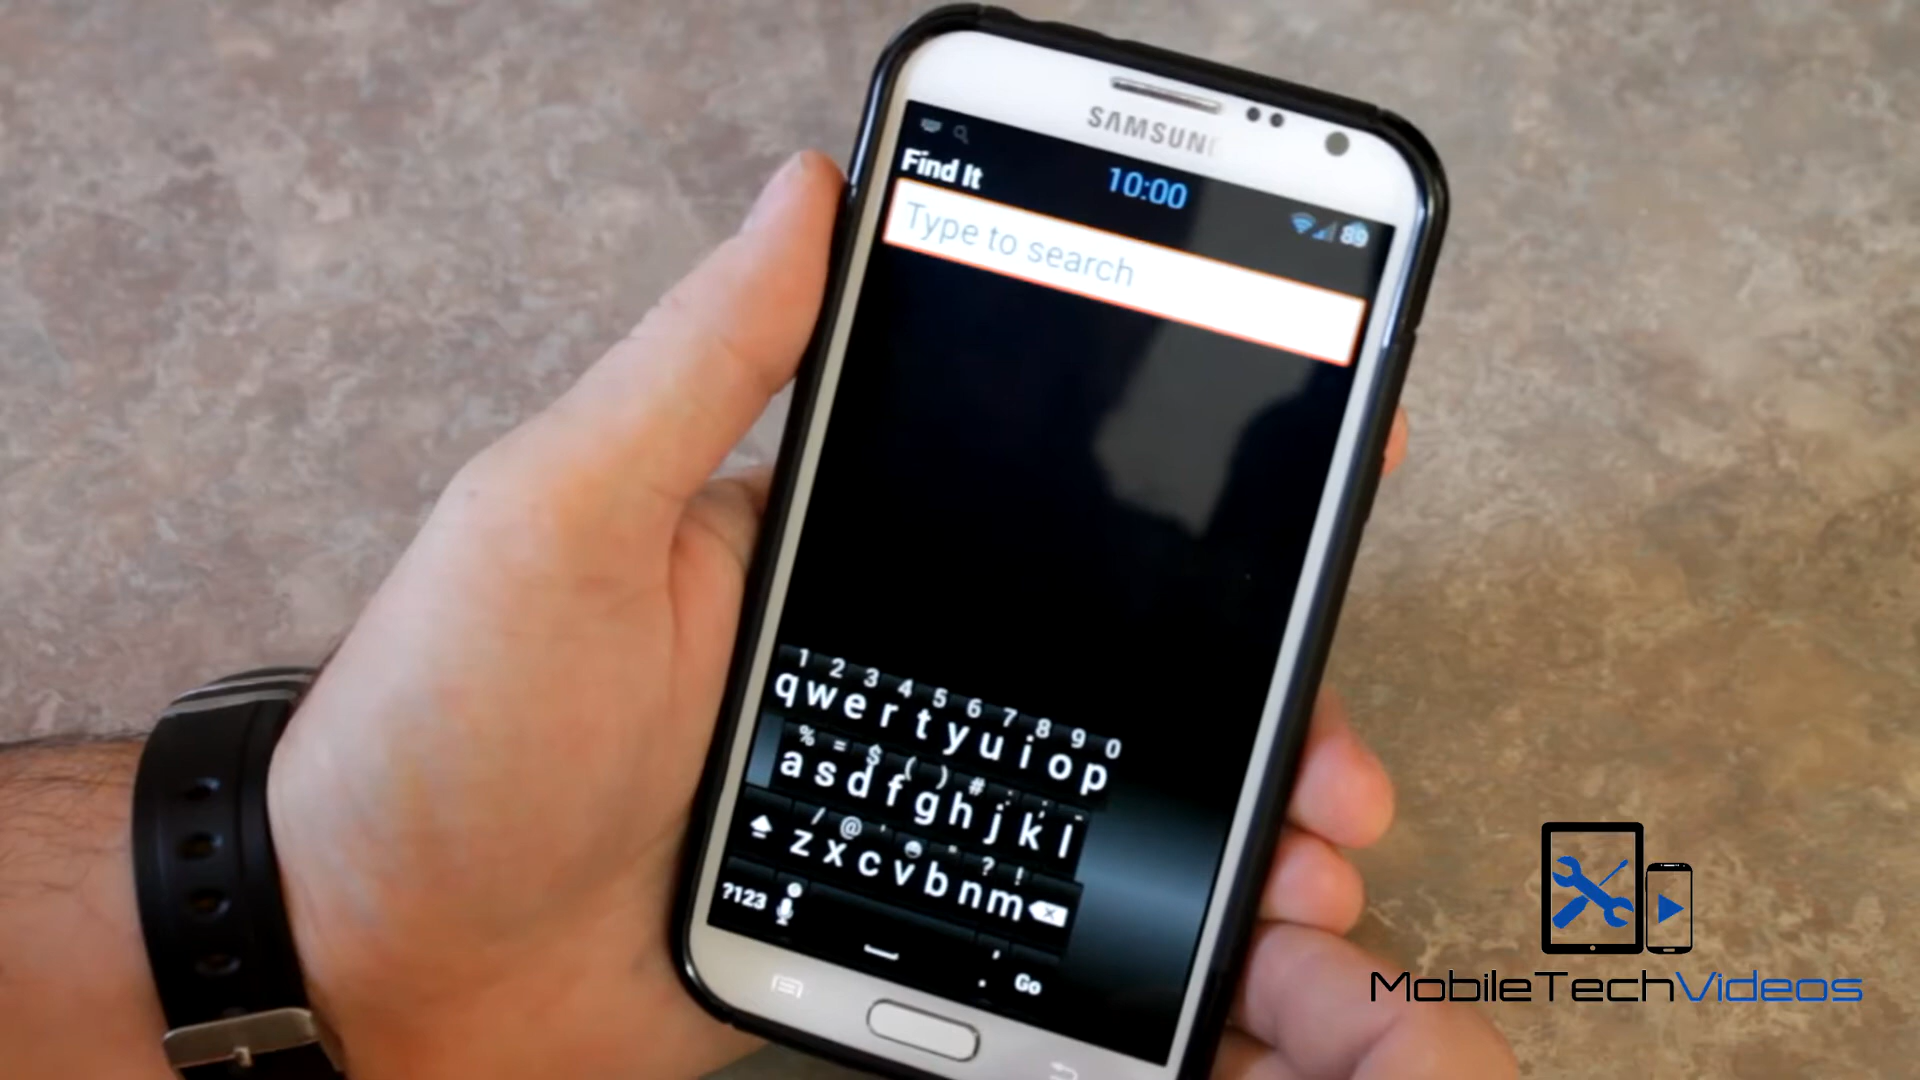 SAMSUNG
Find It
10:00
89
Type to search
1 2 3 4 5 6 7 8 9 0
q w e r t y u i o p
% = $ ( ) # : ; "
a s d f g h j k l
/ @ ' " ? !
z x c v b n m
?123
' .
Go
MobileTechVideos